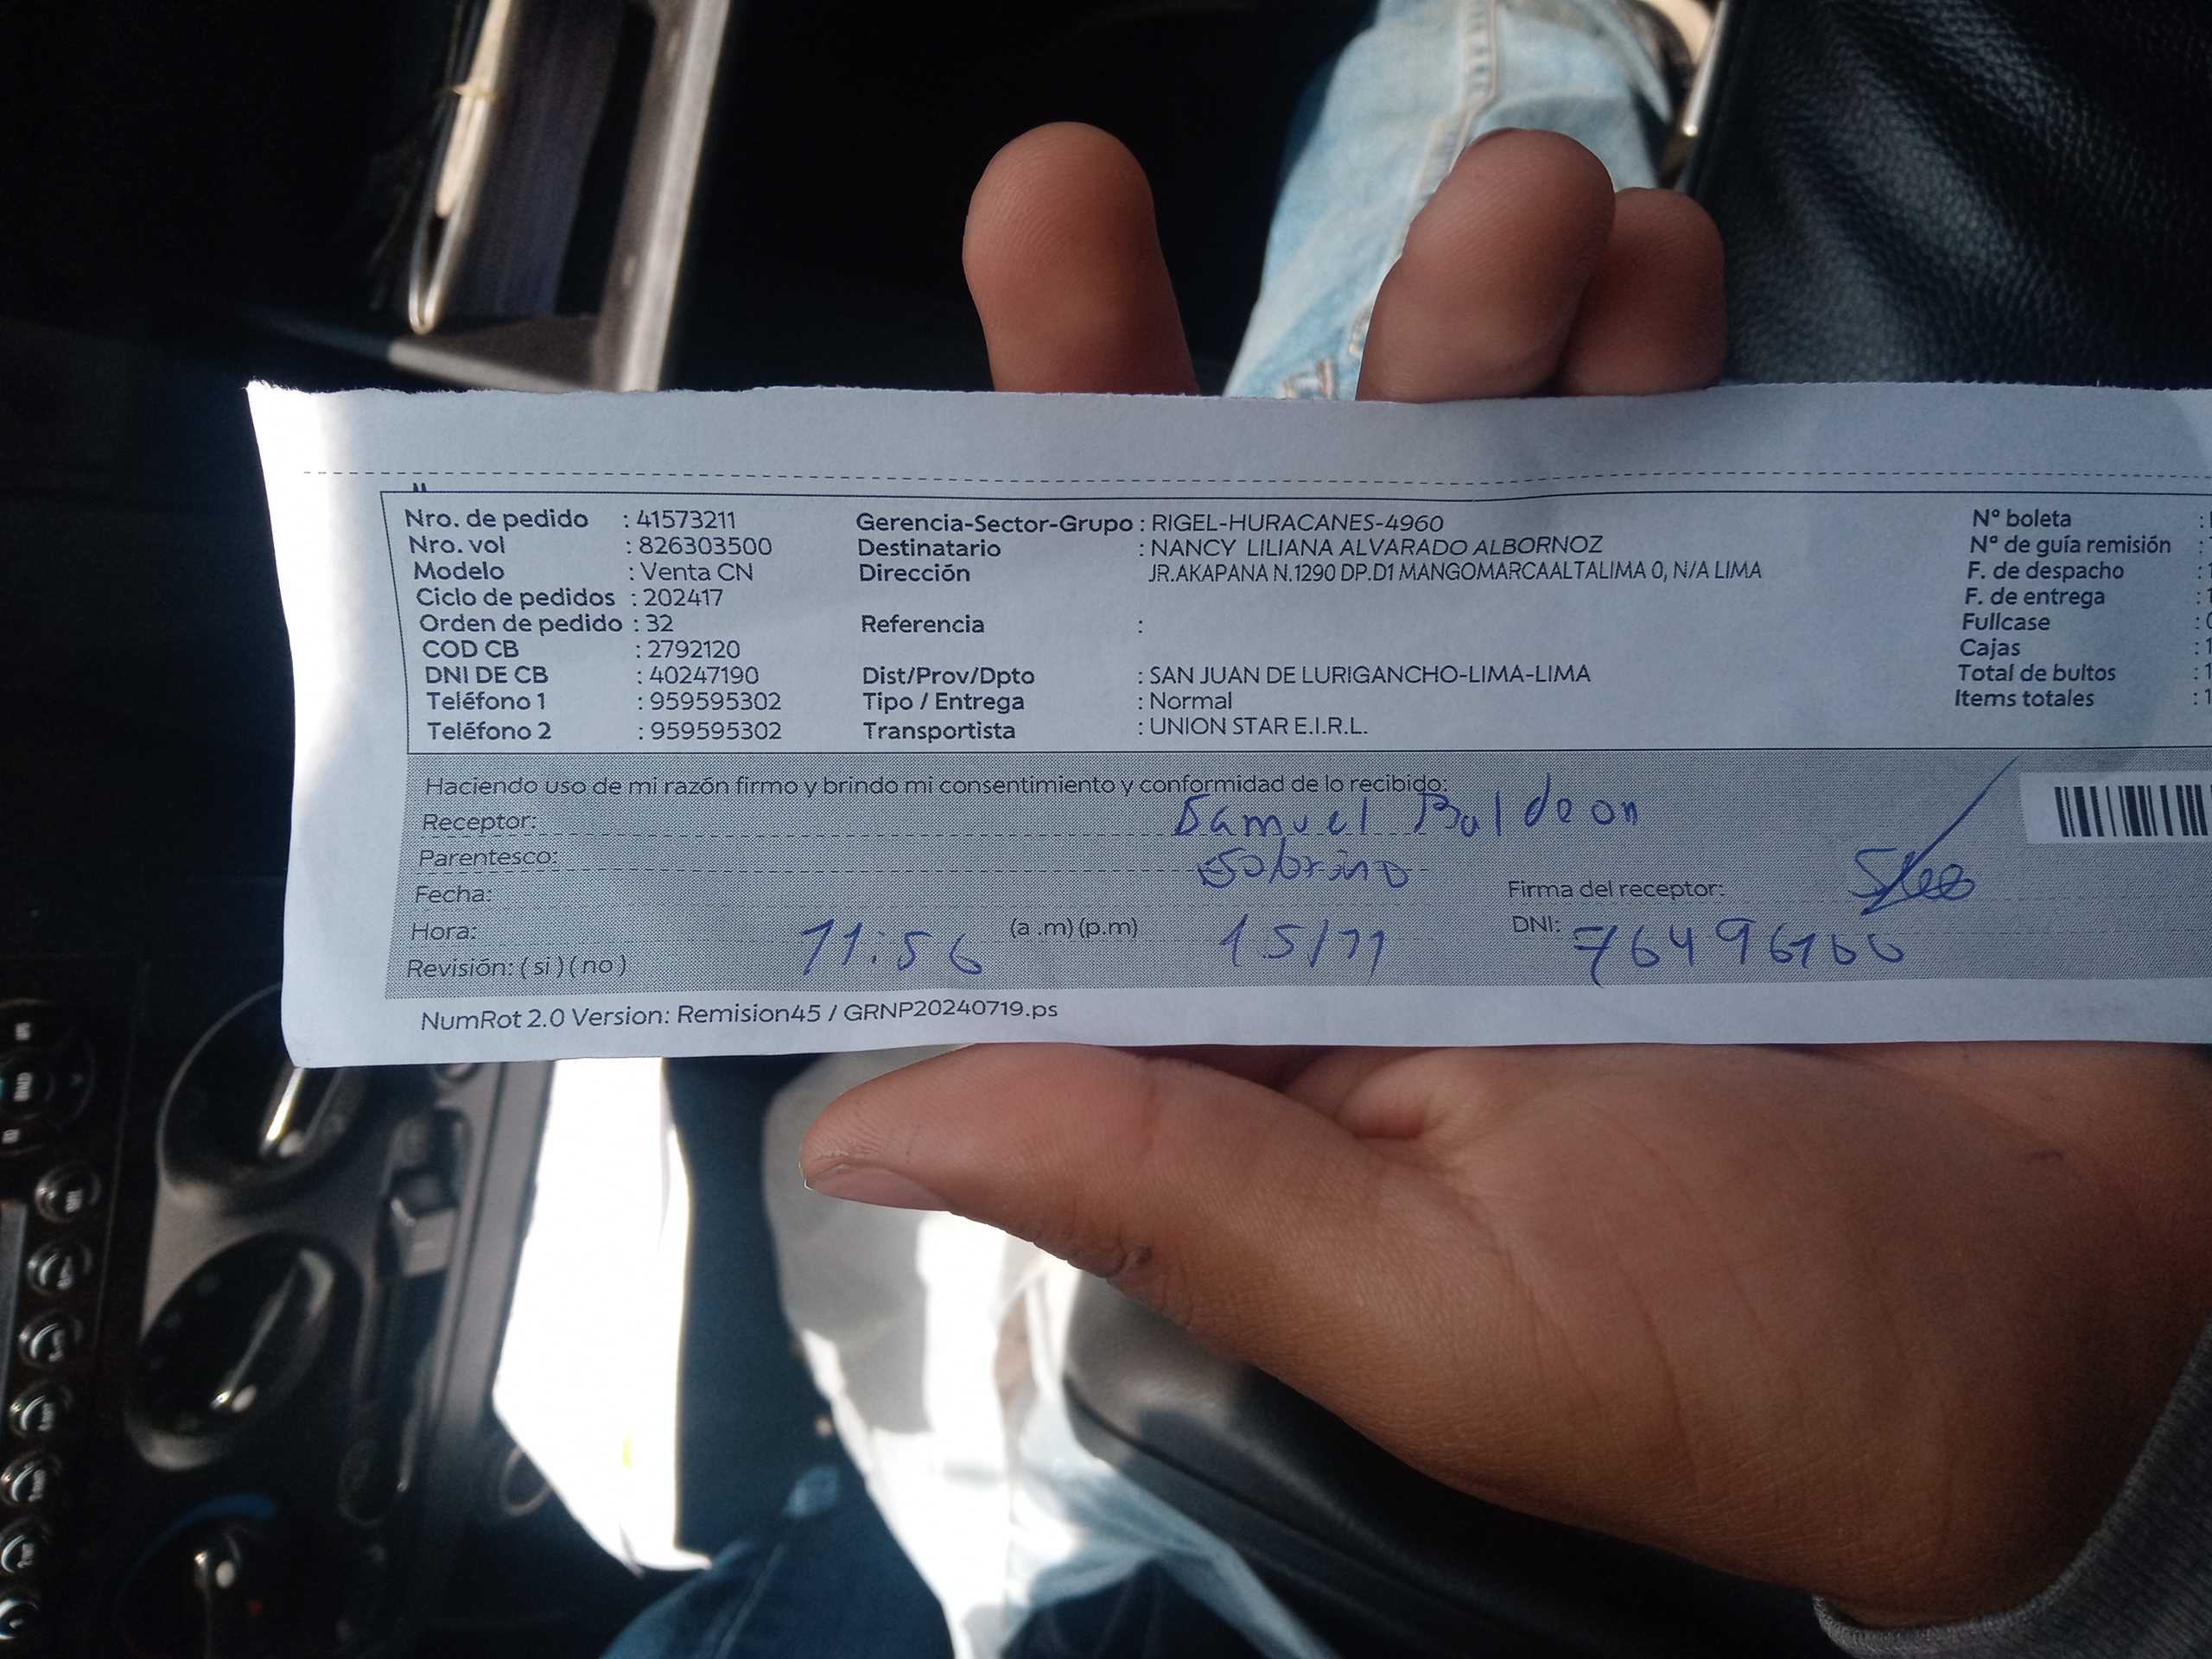 Nro. de pedido : 41573211
Nro. vol : 826303500
Modelo : Venta CN
Ciclo de pedidos : 202417
Orden de pedido : 32
COD CB : 2792120
DNI DE CB : 40247190
Teléfono 1 : 959595302
Teléfono 2 : 959595302
Gerencia-Sector-Grupo : RIGEL-HURACANES-4960
Destinatario : NANCY LILIANA ALVARADO ALBORNOZ
Dirección JR.AKAPANA N.1290 DP.D1 MANGOMARCAALTALIMA 0, N/A LIMA
Referencia :
Dist/Prov/Dpto : SAN JUAN DE LURIGANCHO-LIMA-LIMA
Tipo / Entrega : Normal
Transportista : UNION STAR E.I.R.L.
N° boleta :
N° de guía remisión :
F. de despacho :
F. de entrega :
Fullcase :
Cajas :
Total de bultos :
Items totales :
Haciendo uso de mi razón firmo y brindo mi consentimiento y conformidad de lo recibido:
Receptor: Samuel Baldeon
Parentesco: Sobrino
Fecha:
Firma del receptor:
Hora: 11:56 (a .m) (p.m) 15/11
DNI:
Revisión: ( si ) ( no )
NumRot 2.0 Version: Remision45 / GRNP20240719.ps